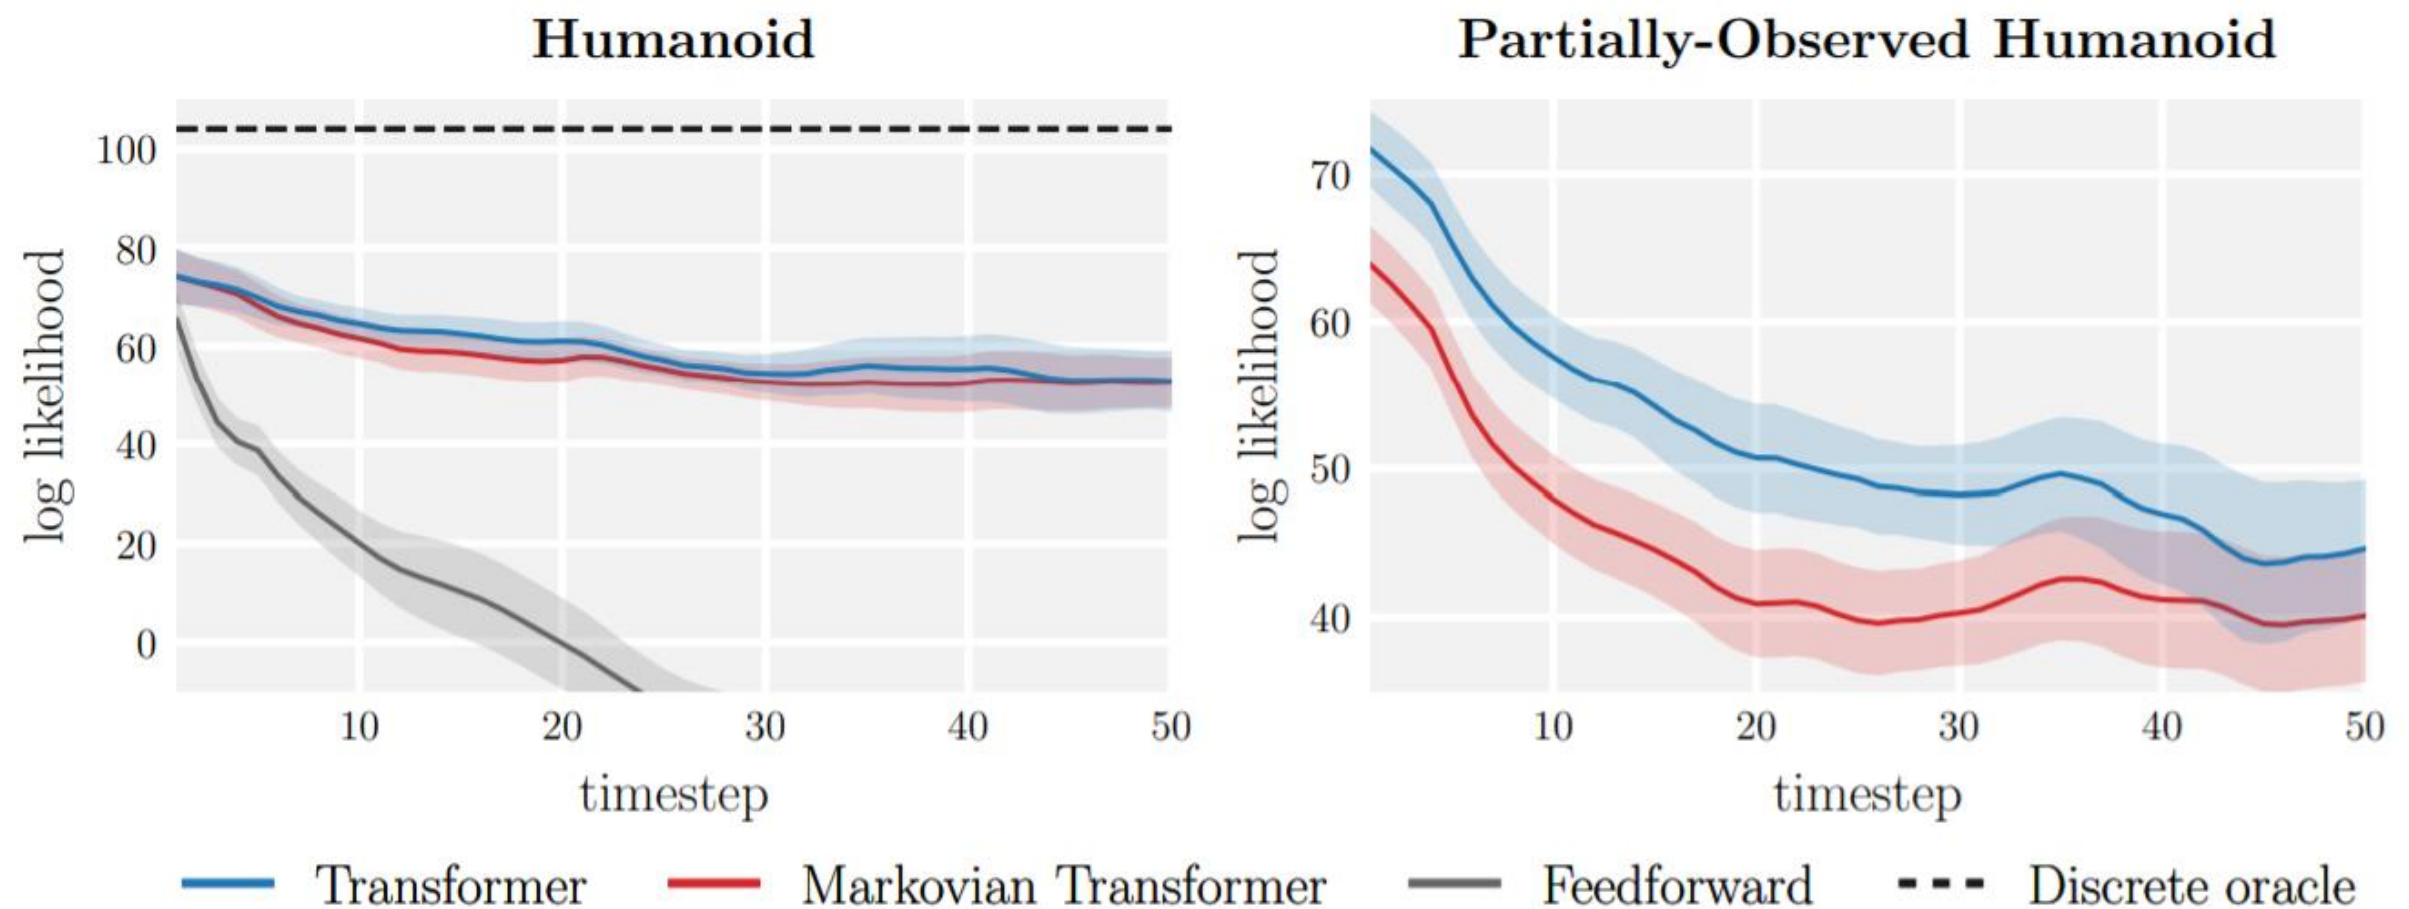 Humanoid
Partially-Observed Humanoid
log likelihood
100
80
60
40
20
0
10 20 30 40 50
timestep
log likelihood
70
60
50
40
10 20 30 40 50
timestep
Transformer Markovian Transformer Feedforward Discrete oracle